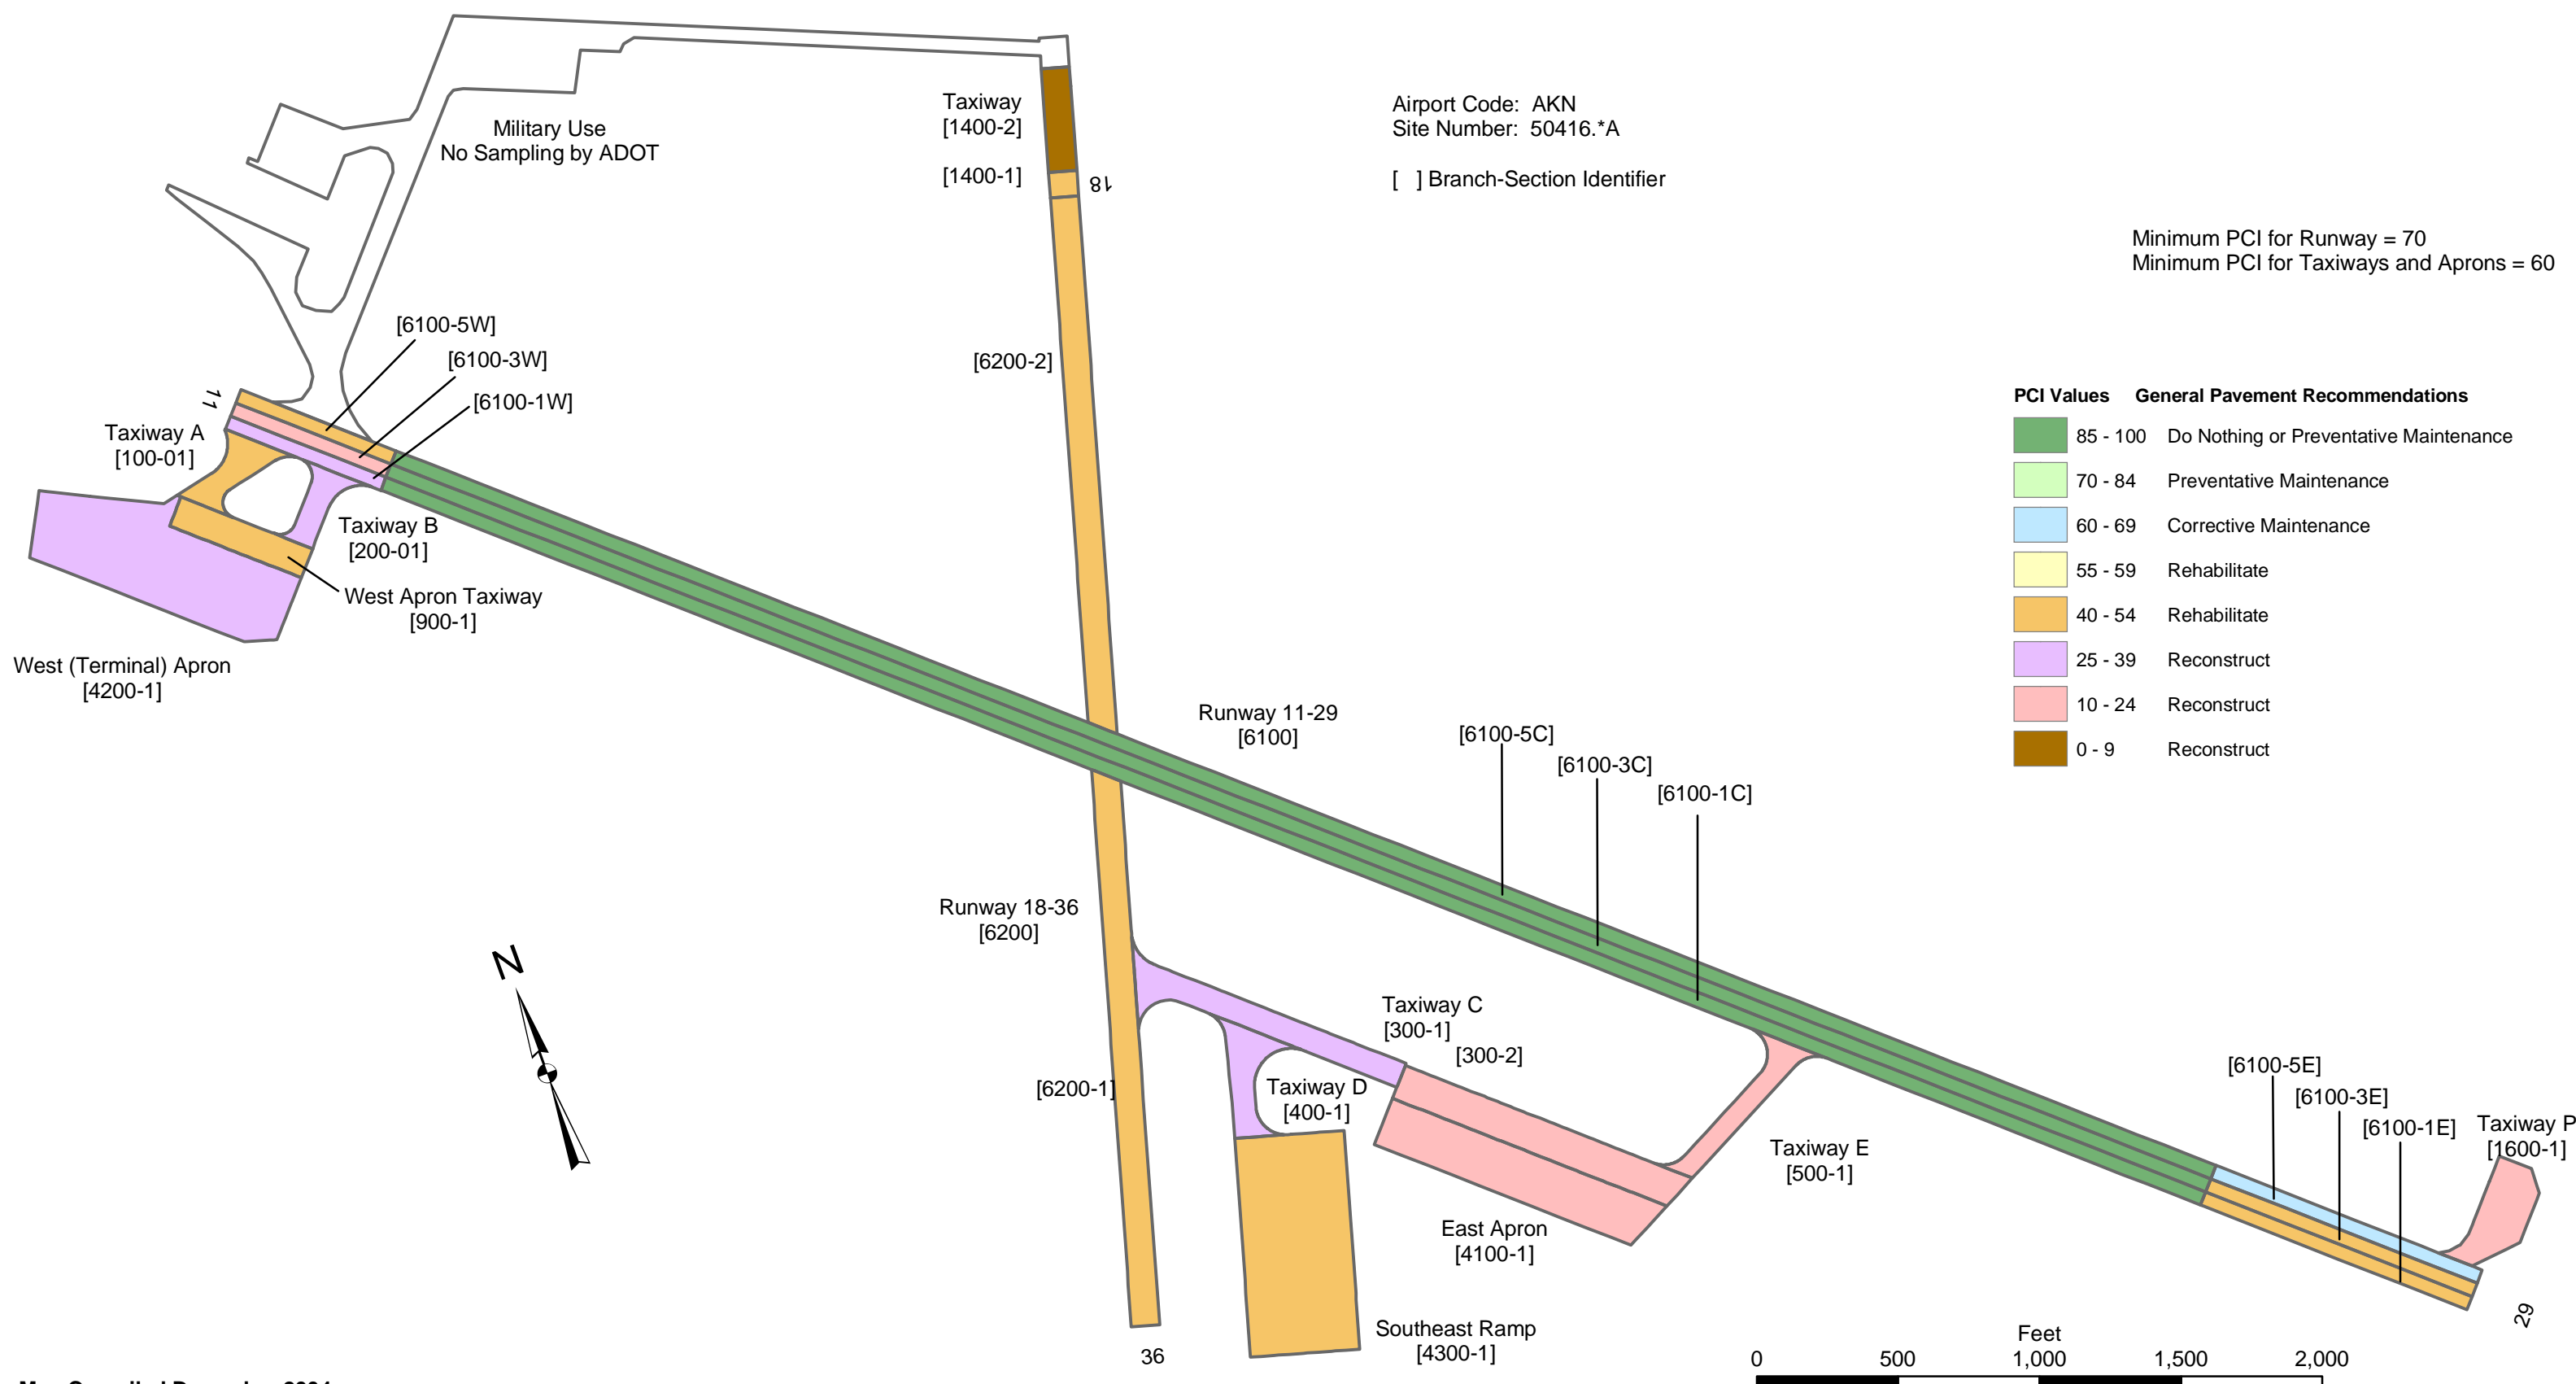 Taxiway
[1400-2]
[1400-1]
18
Military Use
No Sampling by ADOT
Airport Code: AKN
Site Number: 50416.*A
[ ] Branch-Section Identifier
Minimum PCI for Runway = 70
Minimum PCI for Taxiways and Aprons = 60
[6100-5W]
[6100-3W]
[6100-1W]
[6200-2]
11
Taxiway A
[100-01]
Taxiway B
[200-01]
West Apron Taxiway
[900-1]
West (Terminal) Apron
[4200-1]
PCI Values General Pavement Recommendations
85 - 100 Do Nothing or Preventative Maintenance
70 - 84 Preventative Maintenance
60 - 69 Corrective Maintenance
55 - 59 Rehabilitate
40 - 54 Rehabilitate
25 - 39 Reconstruct
10 - 24 Reconstruct
0 - 9 Reconstruct
Runway 11-29
[6100]
[6100-5C]
[6100-3C]
[6100-1C]
Runway 18-36
[6200]
N
Taxiway C
[300-1]
[300-2]
[6200-1]
Taxiway D
[400-1]
Taxiway E
[500-1]
[6100-5E]
[6100-3E]
[6100-1E]
Taxiway P
[1600-1]
East Apron
[4100-1]
Southeast Ramp
[4300-1]
36
29
Feet
0 500 1,000 1,500 2,000